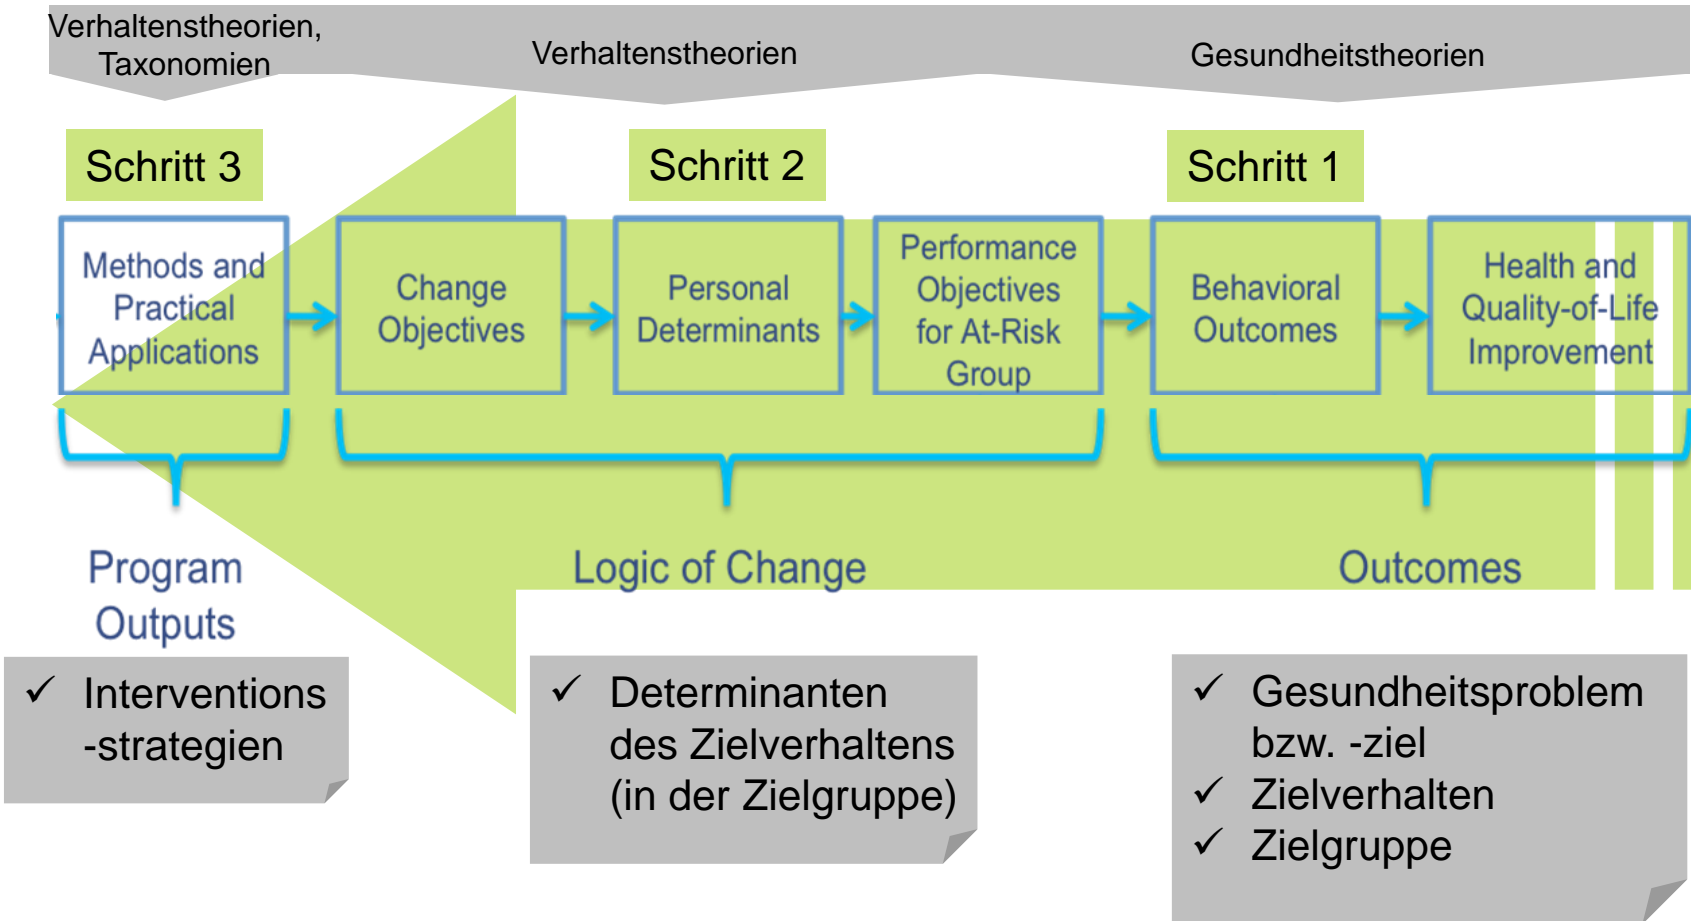 Verhaltenstheorien,
Taxonomien
Verhaltenstheorien
Gesundheitstheorien
Schritt 3
Schritt 2
Schritt 1
Methods and
Practical
Applications
Change
Objectives
Personal
Determinants
Performance
Objectives
for At-Risk
Group
Behavioral
Outcomes
Health and
Quality-of-Life
Improvement
Program
Outputs
Logic of Change
Outcomes
✓ Interventions
-strategien
✓ Determinanten
des Zielverhaltens
(in der Zielgruppe)
✓ Gesundheitsproblem
bzw. -ziel
✓ Zielverhalten
✓ Zielgruppe